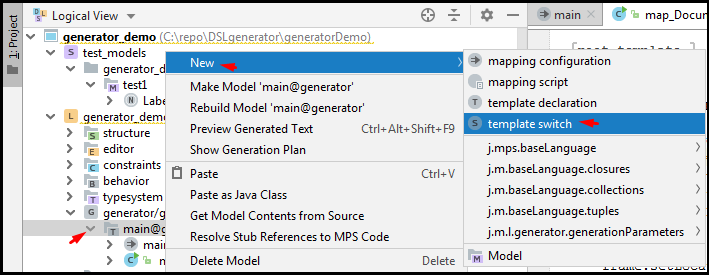 1: Project
Logical View
generator_demo (C:\repo\DSLgenerator\generatorDemo)
test_models
generator_d
test1
Labe
generator_demo
structure
editor
constraints
behavior
typesystem
generator/g
main@g
main
m
New
Make Model 'main@generator'
Rebuild Model 'main@generator'
Preview Generated Text Ctrl+Alt+Shift+F9
Show Generation Plan
Paste Ctrl+V
Paste as Java Class
Get Model Contents from Source
Resolve Stub References to MPS Code
Delete Model Delete
main map_Docum
mapping configuration
mapping script
template declaration
template switch
j.mps.baseLanguage
j.m.baseLanguage.closures
j.m.baseLanguage.collections
j.m.baseLanguage.tuples
j.m.l.generator.generationParameters
Model